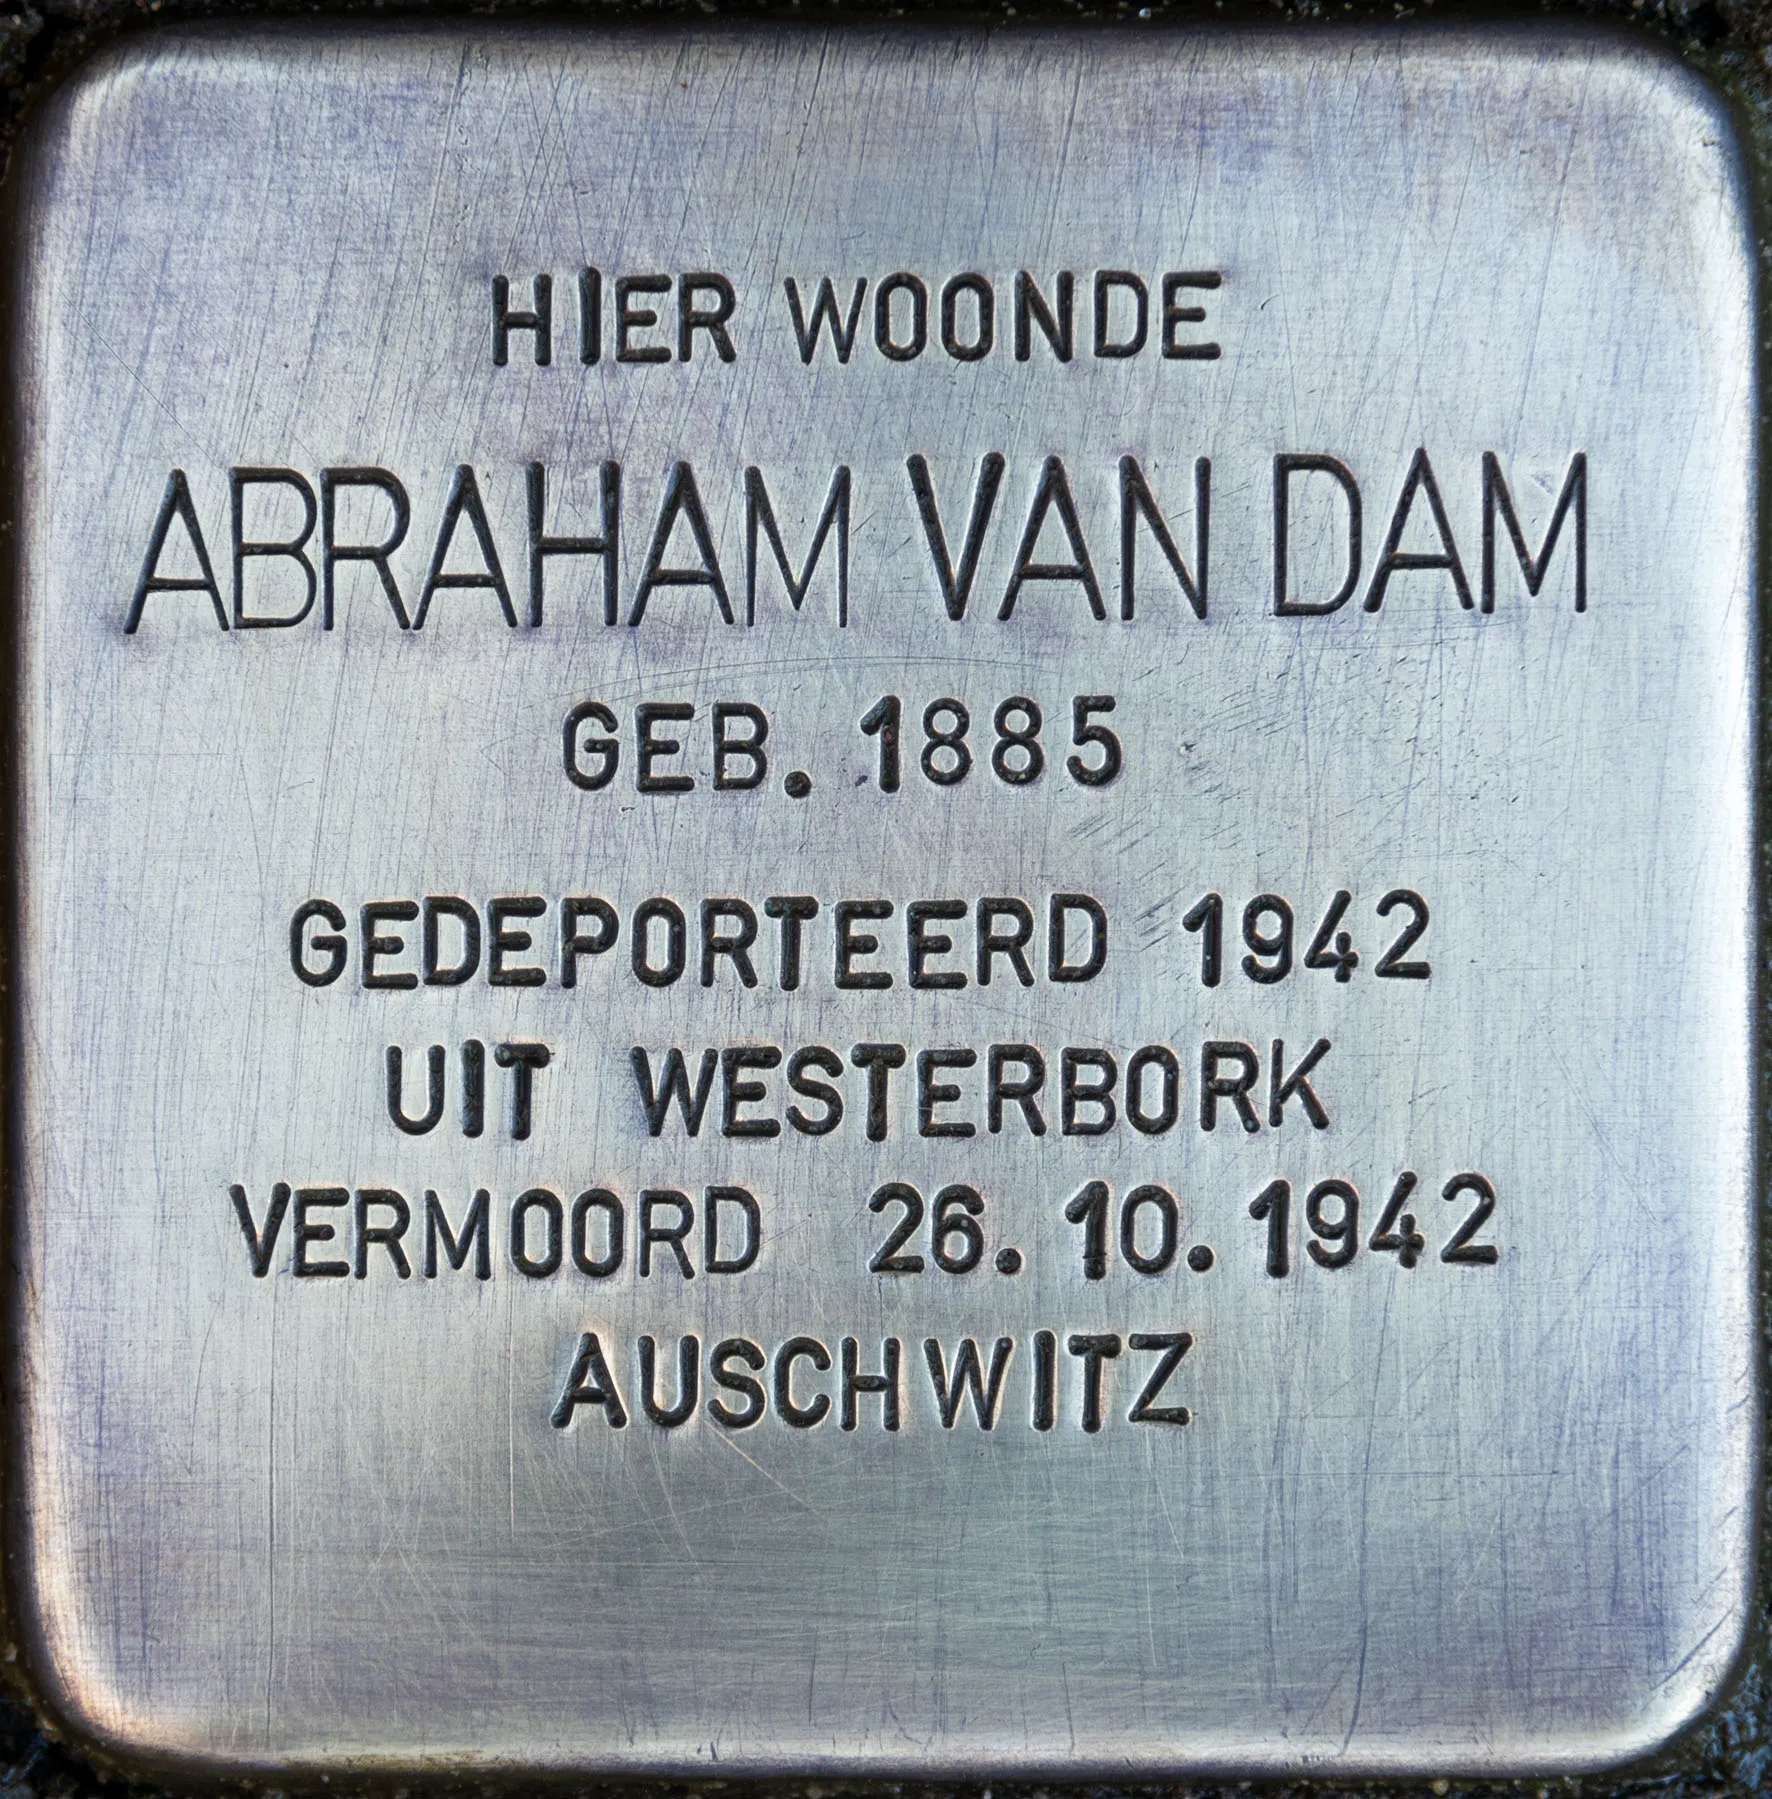 HIER WOONDE
ABRAHAM VAN DAM
GEB. 1885
GEDEPORTEERD 1942
UIT WESTERBORK
VERMOORD 26.10.1942
AUSCHWITZ